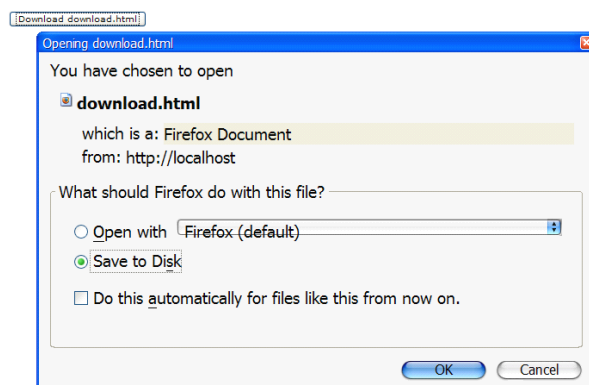 Download download.html
Opening download.html
You have chosen to open
download.html
which is a: Firefox Document
from: http://localhost
What should Firefox do with this file?
Open with Firefox (default)
Save to Disk
Do this automatically for files like this from now on.
OK Cancel